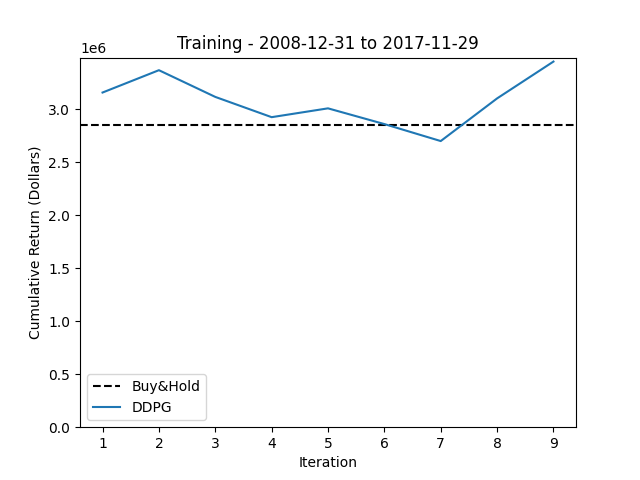 Training - 2008-12-31 to 2017-11-29
1e6
3.0
2.5
2.0
1.5
1.0
0.5
0.0
Cumulative Return (Dollars)
Buy&Hold
DDPG
1 2 3 4 5 6 7 8 9
Iteration